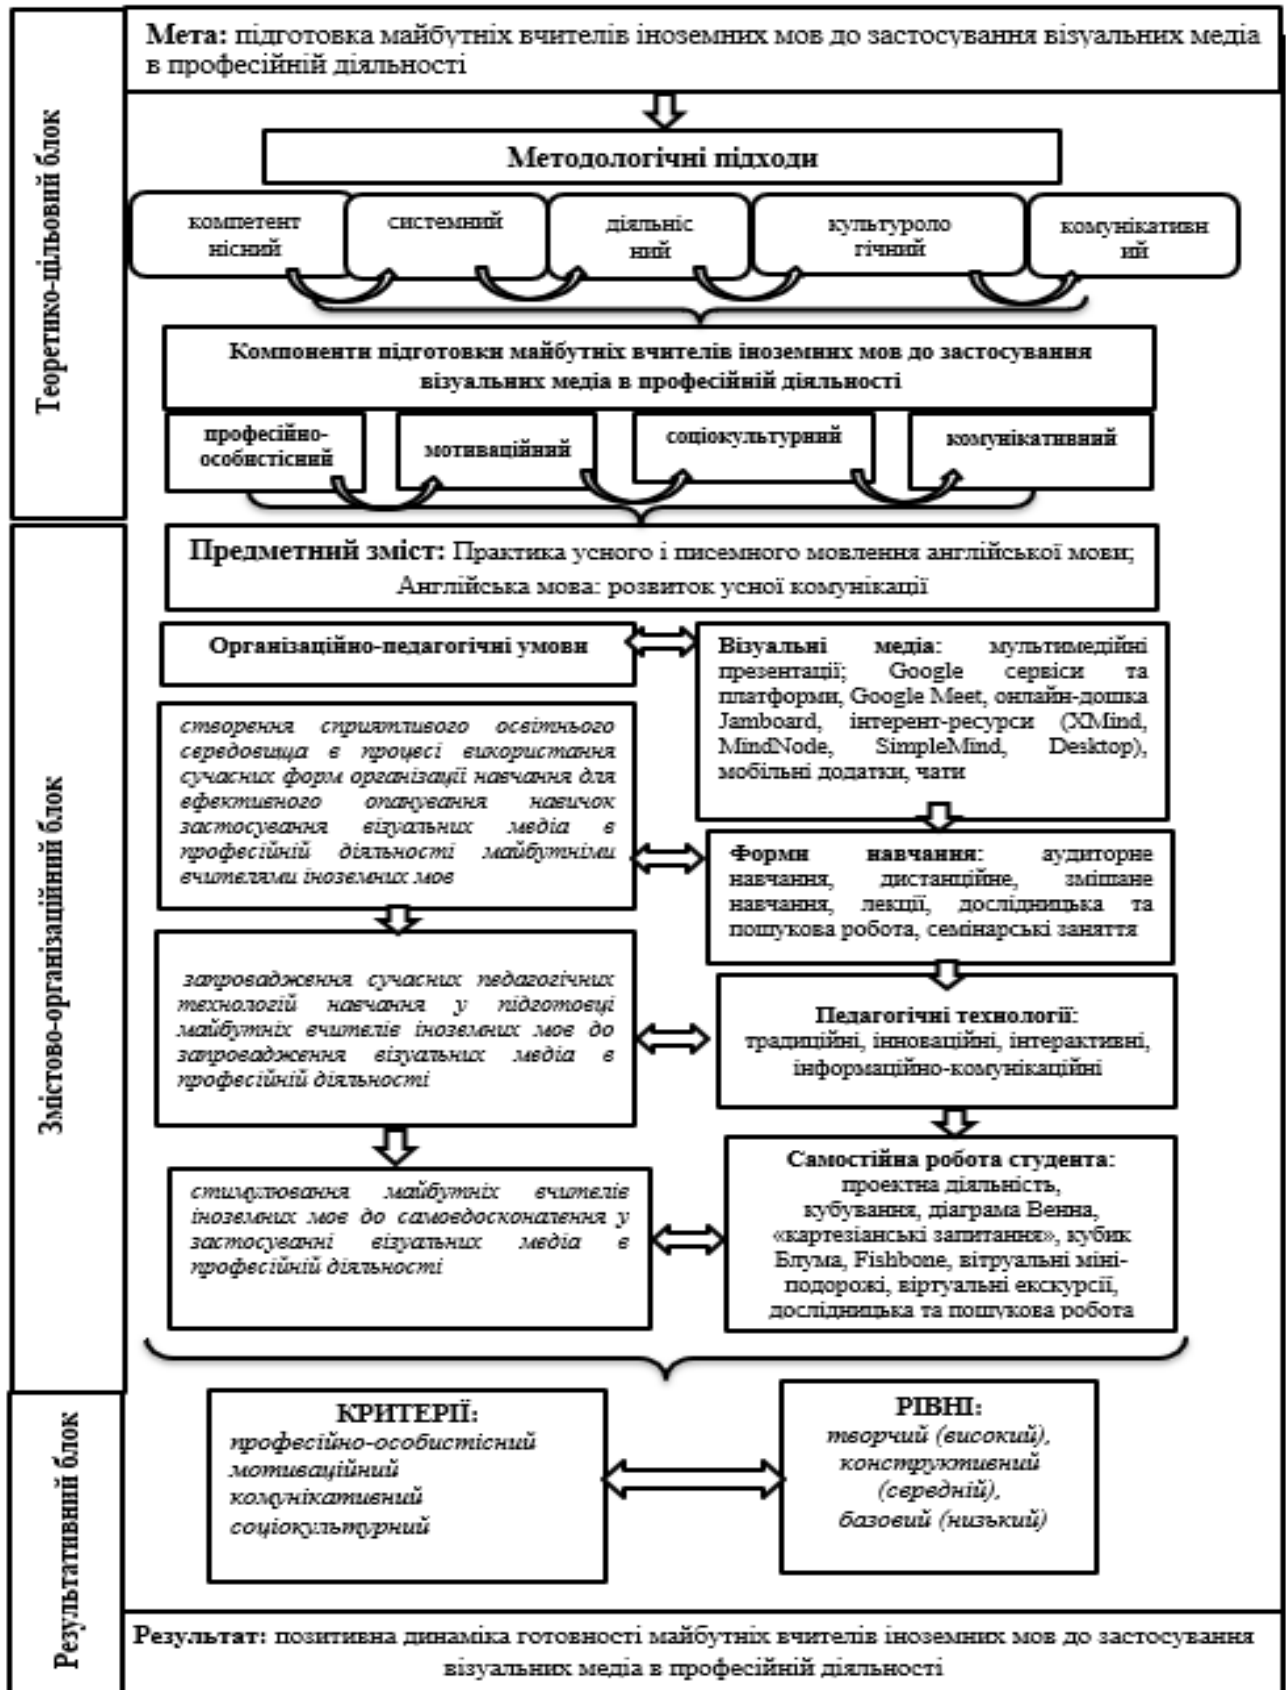 Теоретико-цільовий блок
Мета: підготовка майбутніх вчителів іноземних мов до застосування візуальних медіа
в професійній діяльності
Методологічні підходи
компетент
нісний
системний
діяльніс
ний
культуроло
гічний
комунікативн
ий
Компоненти підготовки майбутніх вчителів іноземних мов до застосування
візуальних медіа в професійній діяльності
професійно-
особистісний
мотиваційний
соціокультурний
комунікативний
Змістово-організаційний блок
Предметний зміст: Практика усного і писемного мовлення англійської мови;
Англійська мова: розвиток усної комунікації
Організаційно-педагогічні умови
створення сприятливого освітнього
середовища в процесі використання
сучасних форм організації навчання для
ефективного опанування навичок
застосування візуальних медіа в
професійній діяльності майбутніми
вчителями іноземних мов
запровадження сучасних педагогічних
технологій навчання у підготовці
майбутніх вчителів іноземних мов до
запровадження візуальних медіа в
професійній діяльності
стимулювання майбутніх вчителів
іноземних мов до самовдосконалення у
застосуванні візуальних медіа в
професійній діяльності
Візуальні медіа: мультимедійні
презентації; Google сервіси та
платформи, Google Meet, онлайн-дошка
Jamboard, інтерент-ресурси (XMind,
MindNode, SimpleMind, Desktop),
мобільні додатки, чати
Форми навчання: аудиторне
навчання, дистанційне, змішане
навчання, лекції, дослідницька та
пошукова робота, семінарські заняття
Педагогічні технології:
традиційні, інноваційні, інтерактивні,
інформаційно-комунікаційні
Самостійна робота студента:
проектна діяльність,
кубування, діаграма Венна,
«картезіанські запитання», кубик
Блума, Fishbone, вітруальні міні-
подорожі, віртуальні екскурсії,
дослідницька та пошукова робота
Результативний блок
КРИТЕРІЇ:
професійно-особистісний
мотиваційний
комунікативний
соціокультурний
РІВНІ:
творчий (високий),
конструктивний
(середній),
базовий (низький)
Результат: позитивна динаміка готовності майбутніх вчителів іноземних мов до застосування
візуальних медіа в професійній діяльності